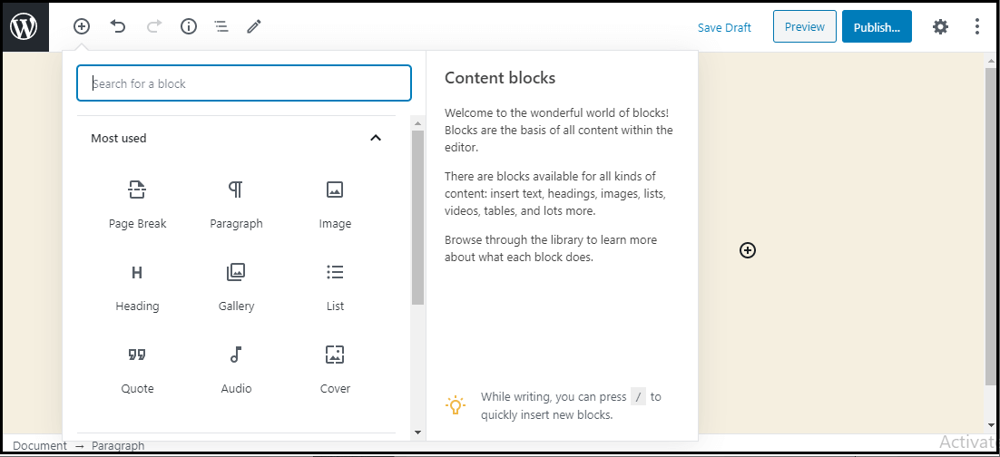 Save Draft
Preview
Publish...
Search for a block
Most used
Page Break
Paragraph
Image
Heading
Gallery
List
Quote
Audio
Cover
Content blocks
Welcome to the wonderful world of blocks!
Blocks are the basis of all content within the
editor.
There are blocks available for all kinds of
content: insert text, headings, images, lists,
videos, tables, and lots more.
Browse through the library to learn more
about what each block does.
While writing, you can press / to
quickly insert new blocks.
Document → Paragraph
Activat